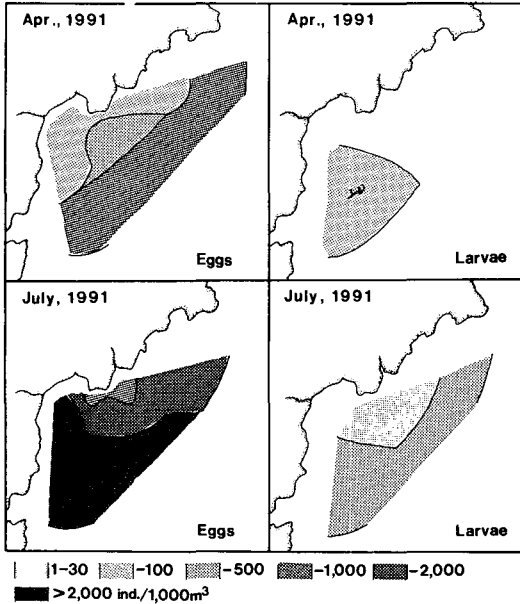 Apr., 1991
Apr., 1991
Eggs
Larvae
July, 1991
July, 1991
Eggs
Larvae
1-30 -100 -500 -1,000 -2,000
>2,000 ind./1,000m³